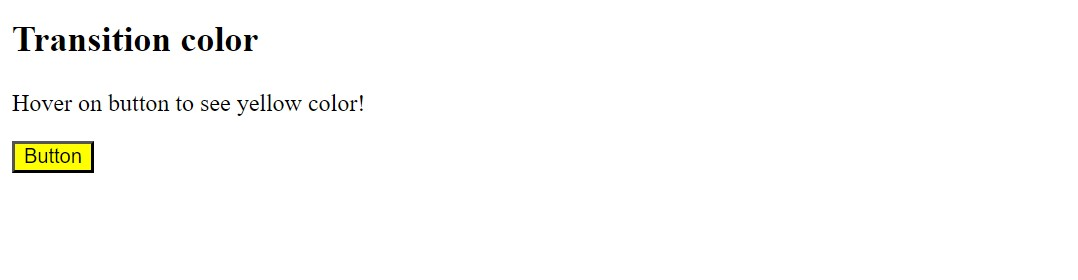 Transition color
Hover on button to see yellow color!
Button